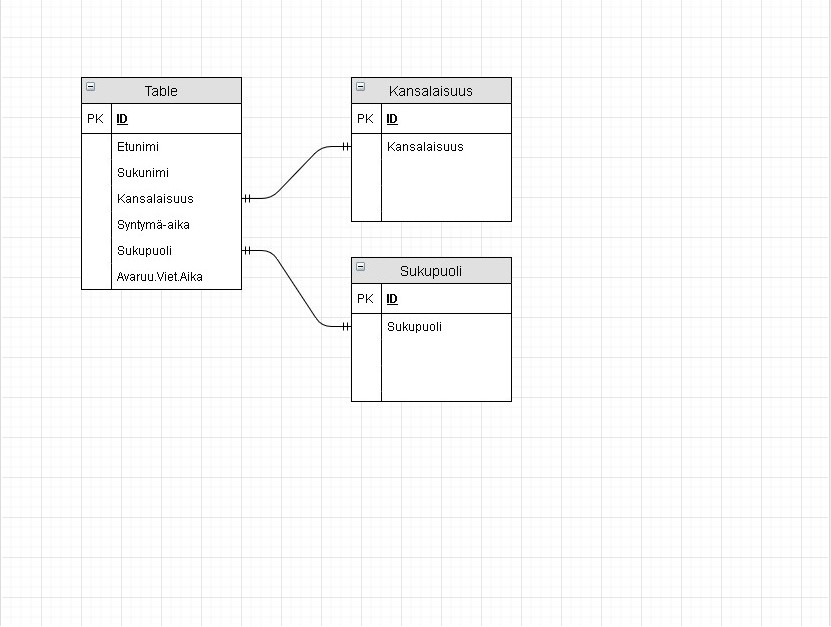 Table
PK ID
Etunimi
Sukunimi
Kansalaisuus
Syntymä-aika
Sukupuoli
Avaruu.Viet.Aika
Kansalaisuus
PK ID
Kansalaisuus
Sukupuoli
PK ID
Sukupuoli